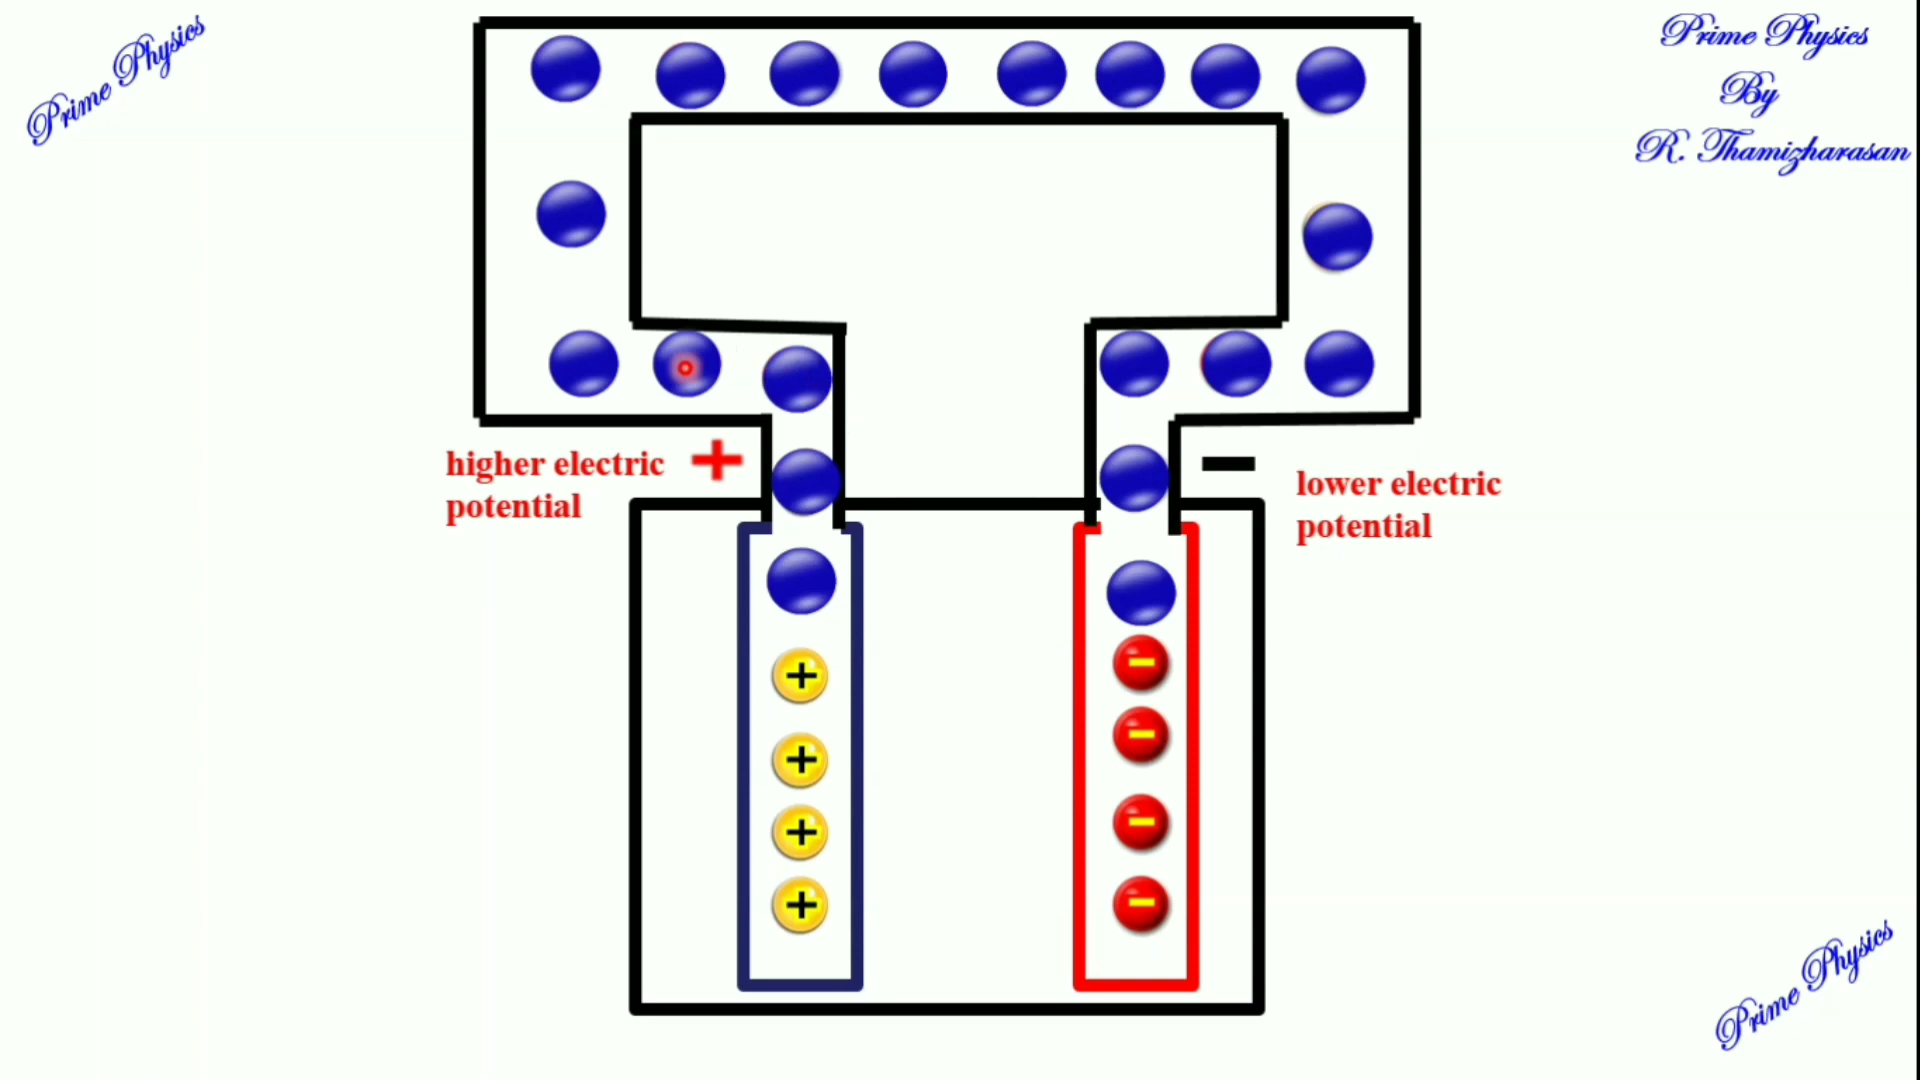 Prime Physics
Prime Physics
By
R. Thamizharasan
higher electric
potential
+
−
lower electric
potential
+
+
+
+
−
−
−
−
Prime Physics